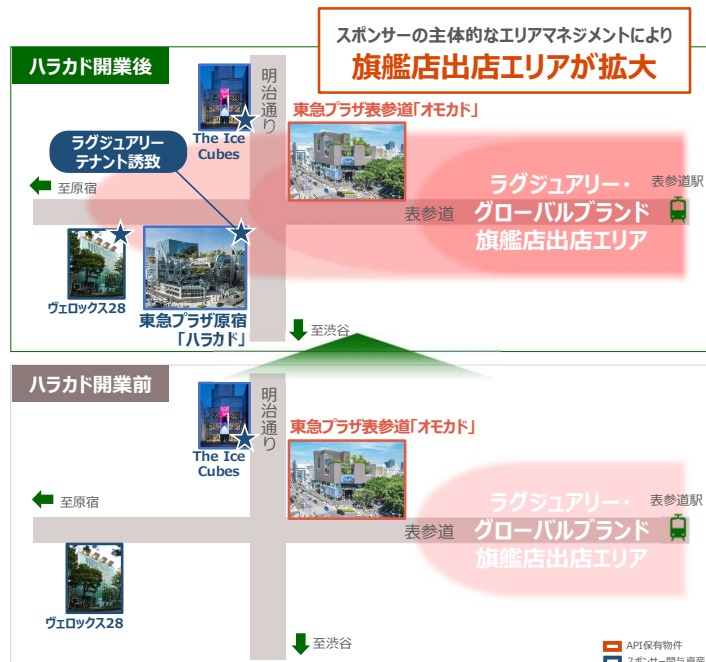 スポンサーの主体的なエリアマネジメントにより
旗艦店出店エリアが拡大
ハラカド開業後
明治通り
The Ice
Cubes
東急プラザ表参道「オモカド」
ラグジュアリー
テナント誘致
至原宿
ラグジュアリー・
グローバルブランド
旗艦店出店エリア
表参道駅
表参道
ヴェロックス28
東急プラザ原宿
「ハラカド」
至渋谷
ハラカド開業前
明治通り
The Ice
Cubes
東急プラザ表参道「オモカド」
至原宿
ラグジュアリー・
グローバルブランド
旗艦店出店エリア
表参道駅
表参道
ヴェロックス28
至渋谷
API保有物件
スポンサー関与資産